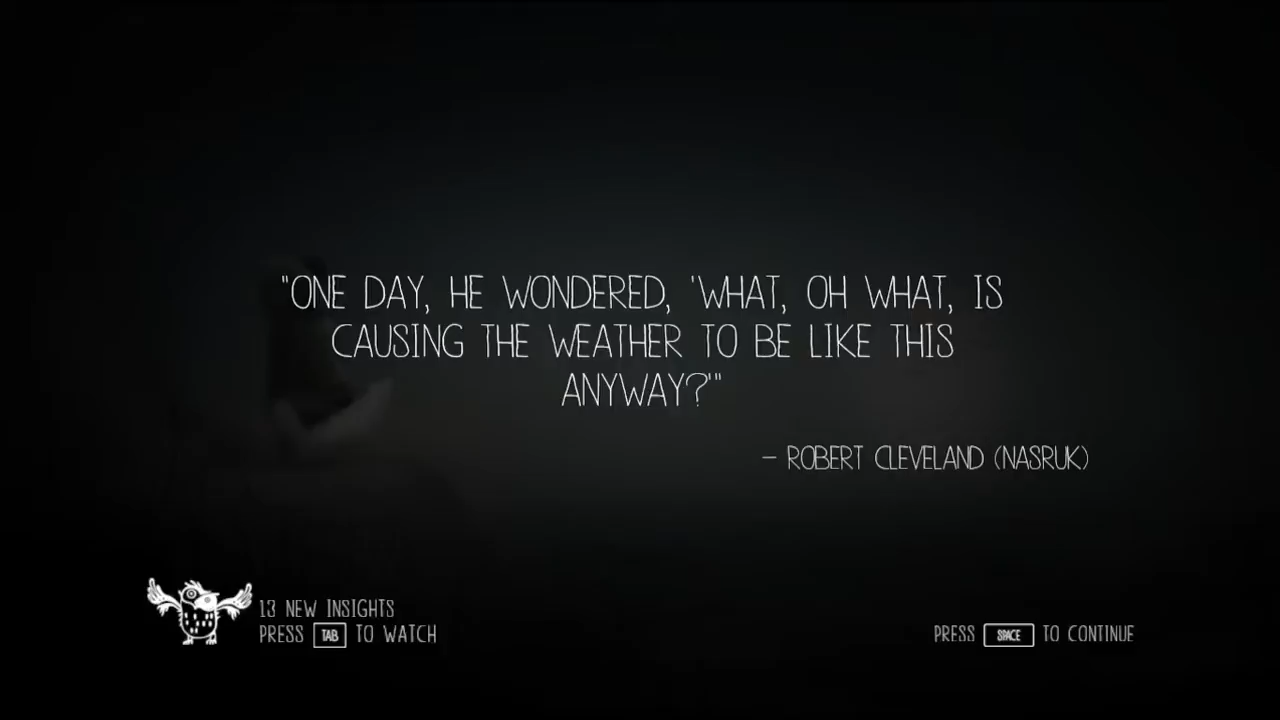 "ONE DAY, HE WONDERED, 'WHAT, OH WHAT, IS
CAUSING THE WEATHER TO BE LIKE THIS
ANYWAY?'"
– ROBERT CLEVELAND (NASRUK)
13 NEW INSIGHTS
PRESS TAB TO WATCH
PRESS SPACE TO CONTINUE